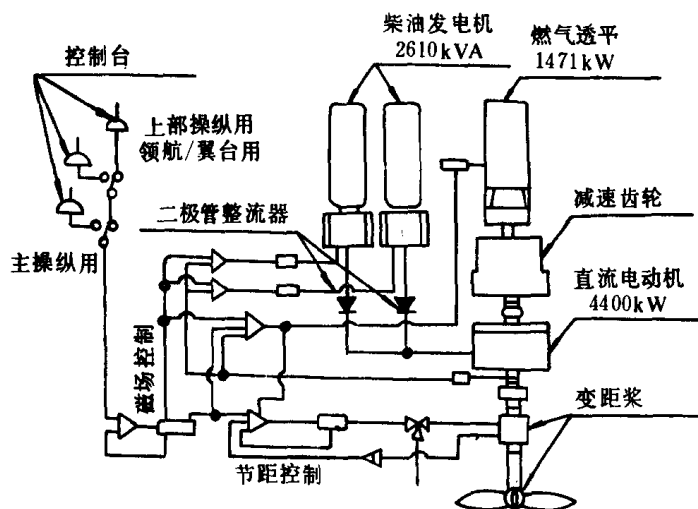 柴油发电机
2610kVA
燃气透平
1471kW
控制台
上部操纵用
领航/翼台用
减速齿轮
二极管整流器
主操纵用
直流电动机
4400kW
磁场控制
变距桨
节距控制